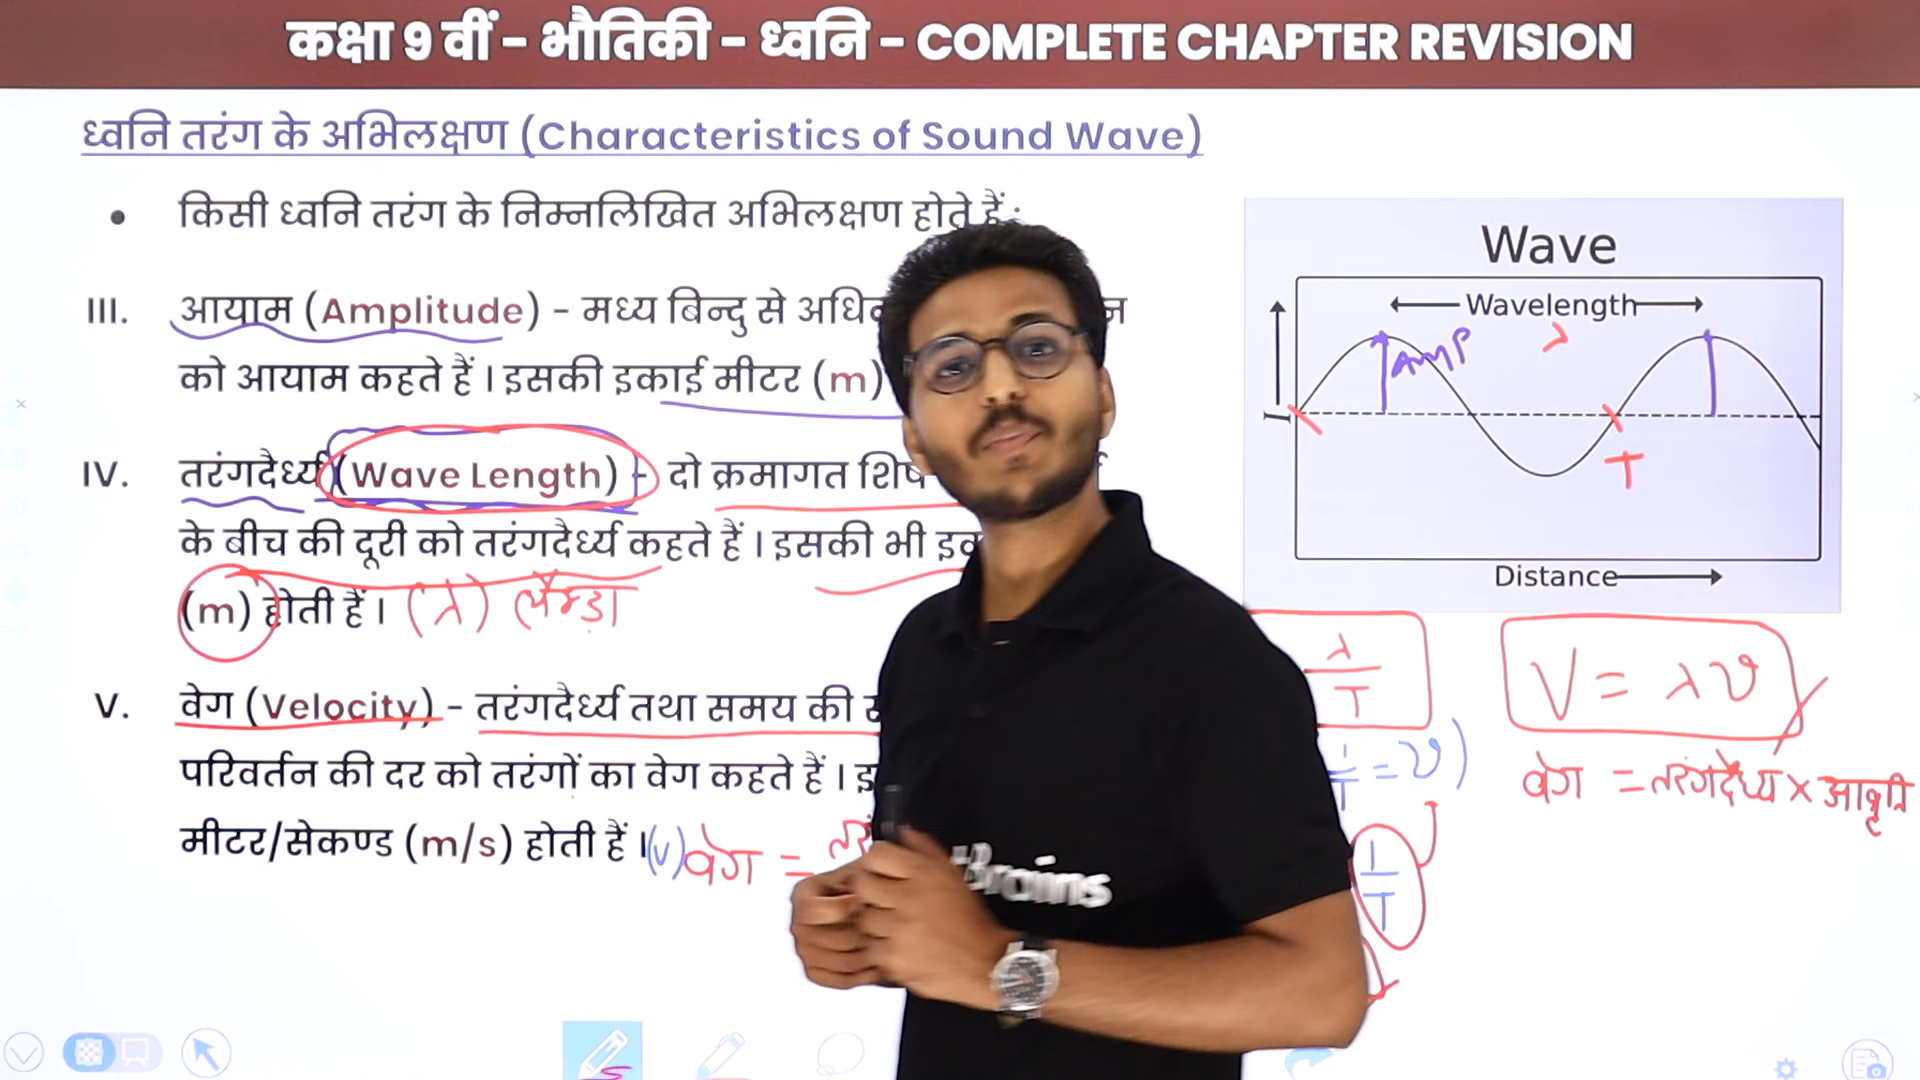 कक्षा 9 वीं - भौतिकी - ध्वनि - COMPLETE CHAPTER REVISION
ध्वनि तरंग के अभिलक्षण (Characteristics of Sound Wave)
• किसी ध्वनि तरंग के निम्नलिखित अभिलक्षण होते हैं:
III. आयाम (Amplitude) - मध्य बिन्दु से
को आयाम कहते हैं। इसकी इकाई मीटर (m)
IV. तरंगदैर्ध्य (Wave Length) - दो क्रमागत
के बीच की दूरी को तरंगदैर्ध्य कहते हैं। इसकी भी
(m) होती हैं। (λ) (लैम्डा
V. वेग (Velocity) - तरंगदैर्ध्य तथा समय की
परिवर्तन की दर को तरंगों का वेग कहते हैं।
मीटर/सेकण्ड (m/s) होती हैं। (v) वेग =
Wave
Wavelength
λ
Amp
T
Distance
λ/T
V = λν
1/T = ν)
वेग = तरंगदैर्ध्य × आवृत्ति
1/T
Brains